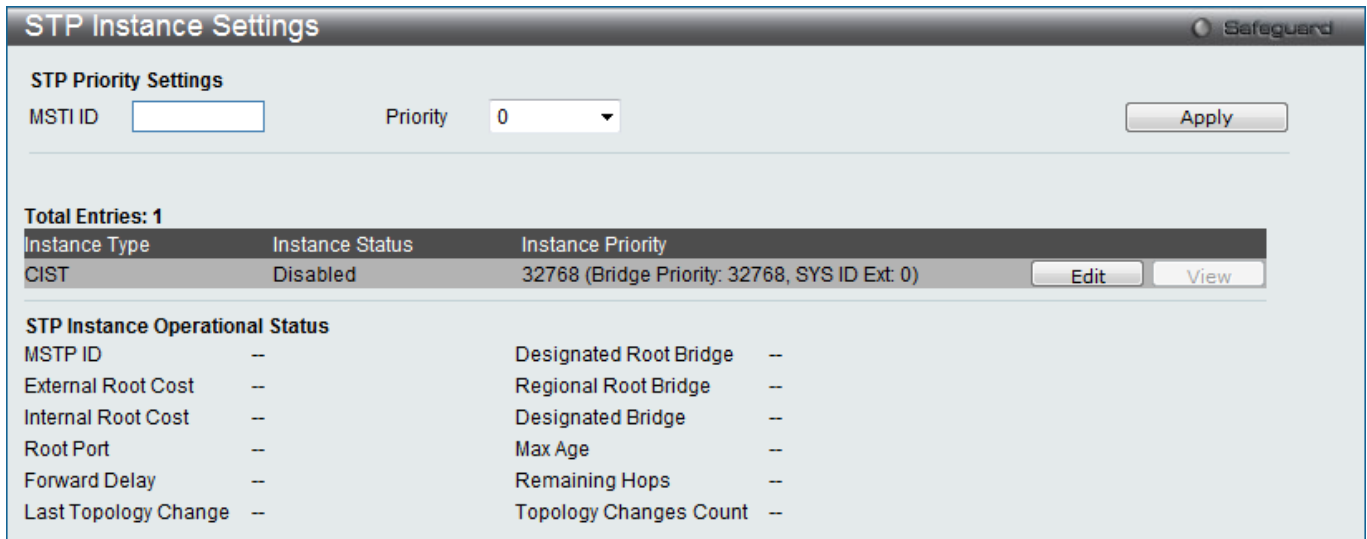 STP Instance Settings Safeguard
STP Priority Settings
MSTI ID Priority 0 Apply
Total Entries: 1
Instance Type Instance Status Instance Priority
CIST Disabled 32768 (Bridge Priority: 32768, SYS ID Ext: 0) Edit View
STP Instance Operational Status
MSTP ID -- Designated Root Bridge --
External Root Cost -- Regional Root Bridge --
Internal Root Cost -- Designated Bridge --
Root Port -- Max Age --
Forward Delay -- Remaining Hops --
Last Topology Change -- Topology Changes Count --